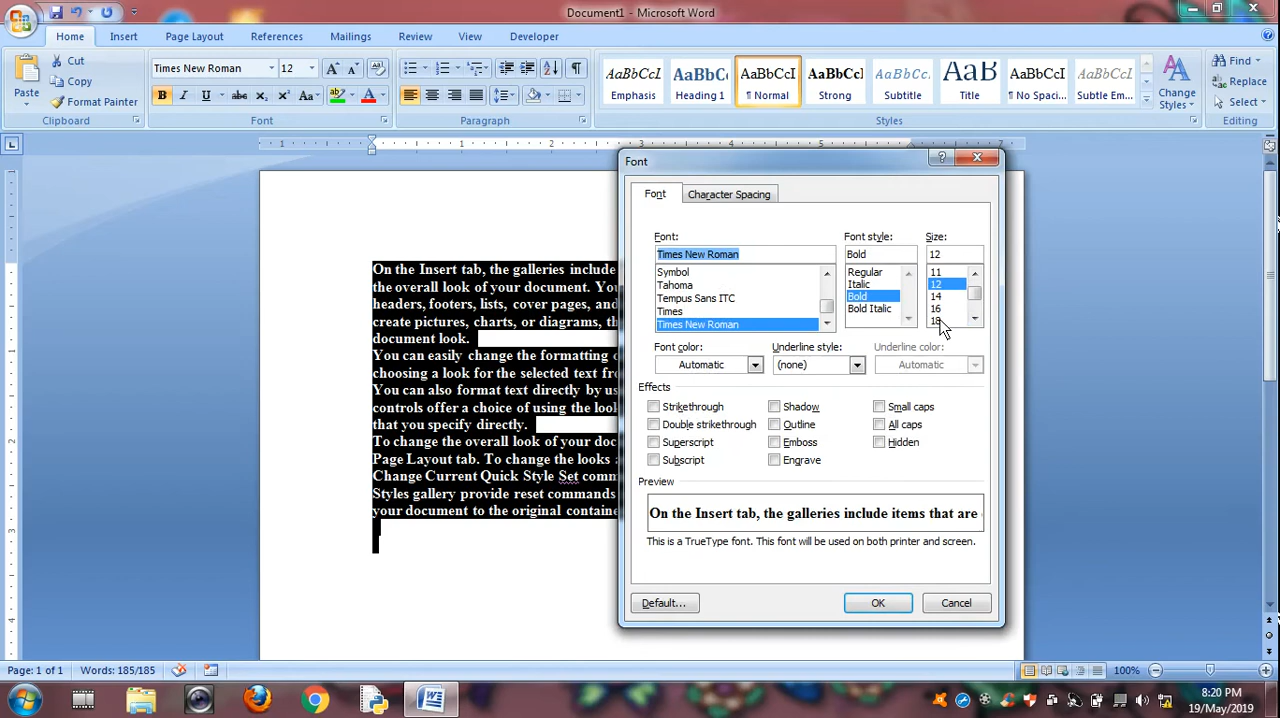 Document1 - Microsoft Word
Home Insert Page Layout References Mailings Review View Developer
Paste
Cut
Copy
Format Painter
Clipboard
Times New Roman 12
Font
Paragraph
AaBbCcI AaBbC AaBbCcI AaBbCc AaBbCcI AaB AaBbCcI AaBbCcI
Emphasis Heading 1 ¶ Normal Strong Subtitle Title ¶ No Spaci... Subtle Em...
Styles
Change Styles
Find
Replace
Select
Editing
1 1 2 3 7
On the Insert tab, the galleries include
the overall look of your document. You
headers, footers, lists, cover pages, and
create pictures, charts, or diagrams, th
document look.
You can easily change the formatting o
choosing a look for the selected text fro
You can also format text directly by us
controls offer a choice of using the look
that you specify directly.
To change the overall look of your doc
Page Layout tab. To change the looks a
Change Current Quick Style Set comm
Styles gallery provide reset commands
your document to the original containe
Font
Font Character Spacing
Font: Font style: Size:
Times New Roman Bold 12
Symbol Regular 11
Tahoma Italic 12
Tempus Sans ITC Bold 14
Times Bold Italic 16
Times New Roman 18
Font color: Underline style: Underline color:
Automatic (none) Automatic
Effects
Strikethrough Shadow Small caps
Double strikethrough Outline All caps
Superscript Emboss Hidden
Subscript Engrave
Preview
On the Insert tab, the galleries include items that are
This is a TrueType font. This font will be used on both printer and screen.
Default... OK Cancel
Page: 1 of 1 Words: 185/185 100%
8:20 PM
19/May/2019